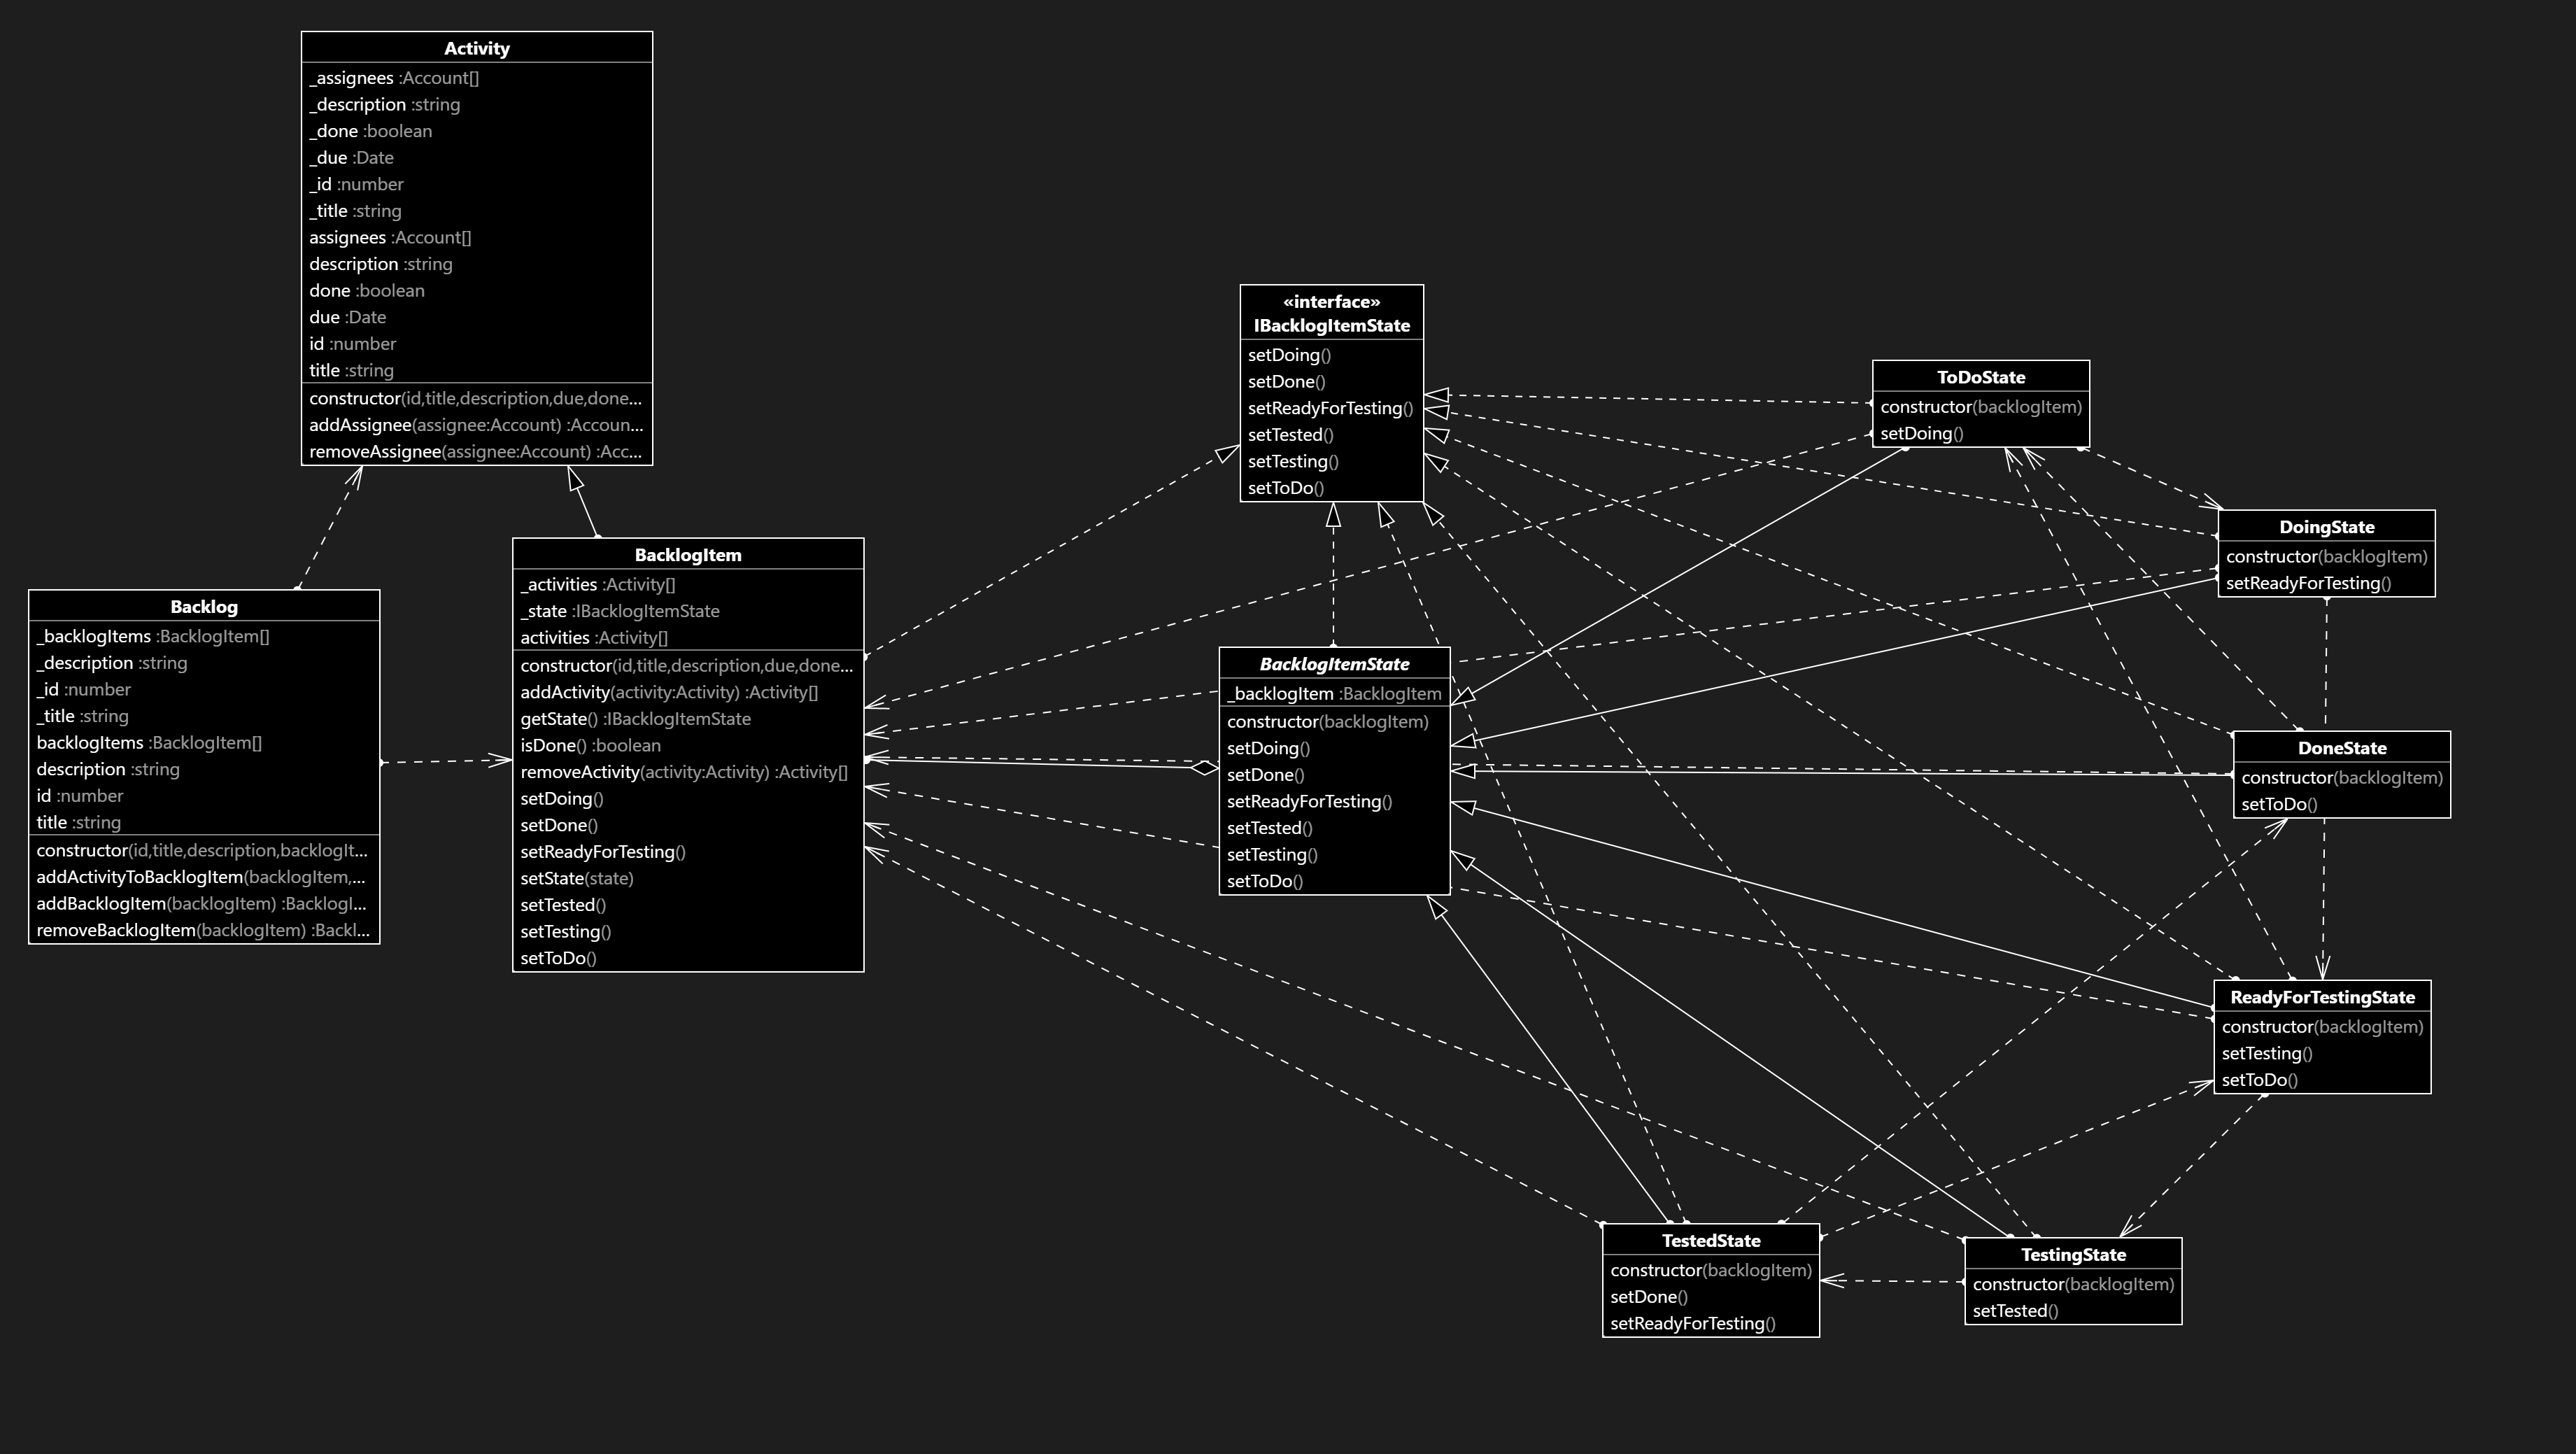 Activity
_assignees :Account[]
_description :string
_done :boolean
_due :Date
_id :number
_title :string
assignees :Account[]
description :string
done :boolean
due :Date
id :number
title :string
constructor(id,title,description,due,done...
addAssignee(assignee:Account) :Accoun...
removeAssignee(assignee:Account) :Acc...
Backlog
_backlogItems :BacklogItem[]
_description :string
_id :number
_title :string
backlogItems :BacklogItem[]
description :string
id :number
title :string
constructor(id,title,description,backlogIt...
addActivityToBacklogItem(backlogItem,...
addBacklogItem(backlogItem) :BacklogI...
removeBacklogItem(backlogItem) :Backl...
BacklogItem
_activities :Activity[]
_state :IBacklogItemState
activities :Activity[]
constructor(id,title,description,due,done...
addActivity(activity:Activity) :Activity[]
getState() :IBacklogItemState
isDone() :boolean
removeActivity(activity:Activity) :Activity[]
setDoing()
setDone()
setReadyForTesting()
setState(state)
setTested()
setTesting()
setToDo()
«interface»
IBacklogItemState
setDoing()
setDone()
setReadyForTesting()
setTested()
setTesting()
setToDo()
BacklogItemState
_backlogItem :BacklogItem
constructor(backlogItem)
setDoing()
setDone()
setReadyForTesting()
setTested()
setTesting()
setToDo()
ToDoState
constructor(backlogItem)
setDoing()
DoingState
constructor(backlogItem)
setReadyForTesting()
DoneState
constructor(backlogItem)
setToDo()
ReadyForTestingState
constructor(backlogItem)
setTesting()
setToDo()
TestedState
constructor(backlogItem)
setDone()
setReadyForTesting()
TestingState
constructor(backlogItem)
setTested()